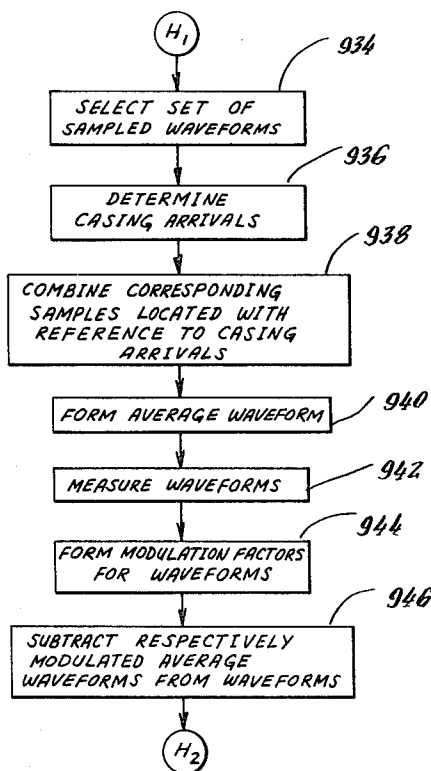 H1
934
SELECT SET OF
SAMPLED WAVEFORMS
936
DETERMINE
CASING ARRIVALS
938
COMBINE CORRESPONDING
SAMPLES LOCATED WITH
REFERENCE TO CASING
ARRIVALS
940
FORM AVERAGE WAVEFORM
942
MEASURE WAVEFORMS
944
FORM MODULATION FACTORS
FOR WAVEFORMS
946
SUBTRACT RESPECTIVELY
MODULATED AVERAGE
WAVEFORMS FROM WAVEFORMS
H2